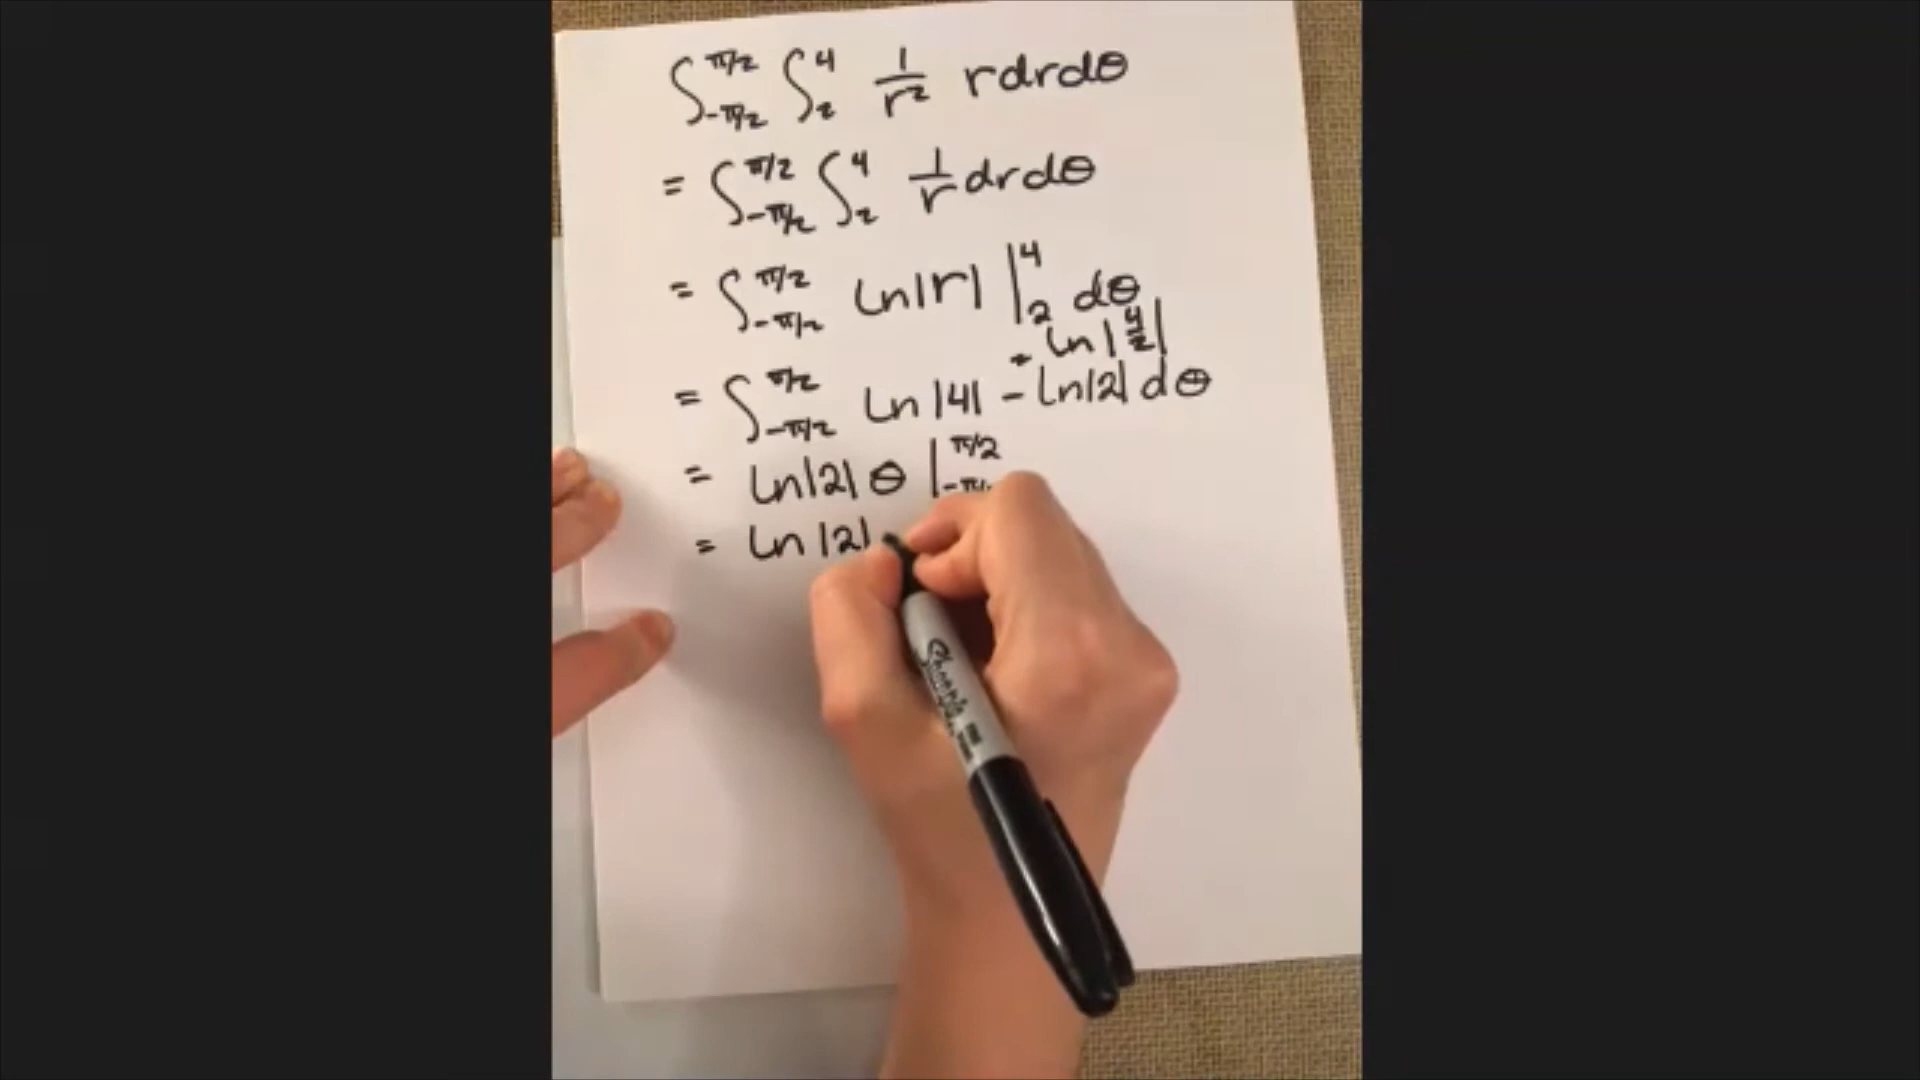 ∫_{-π/2}^{π/2} ∫_2^4 1/r² r dr dθ
= ∫_{-π/2}^{π/2} ∫_2^4 1/r dr dθ
= ∫_{-π/2}^{π/2} ln|r| |_2^4 dθ
= ln|4/2|
= ∫_{-π/2}^{π/2} ln|4| - ln|2| dθ
= ln|2| θ |_{-π/}^{π/2}
= ln|2|
Sharpie